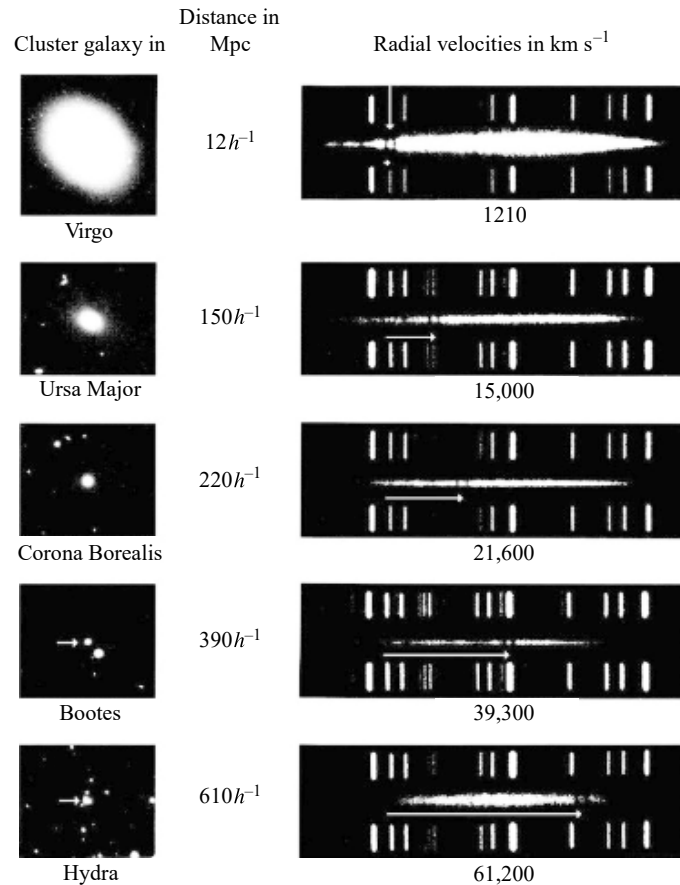 Cluster galaxy in
Distance in
Mpc
Radial velocities in km s⁻¹
12h⁻¹
Virgo
1210
150h⁻¹
Ursa Major
15,000
220h⁻¹
Corona Borealis
21,600
390h⁻¹
Bootes
39,300
610h⁻¹
Hydra
61,200